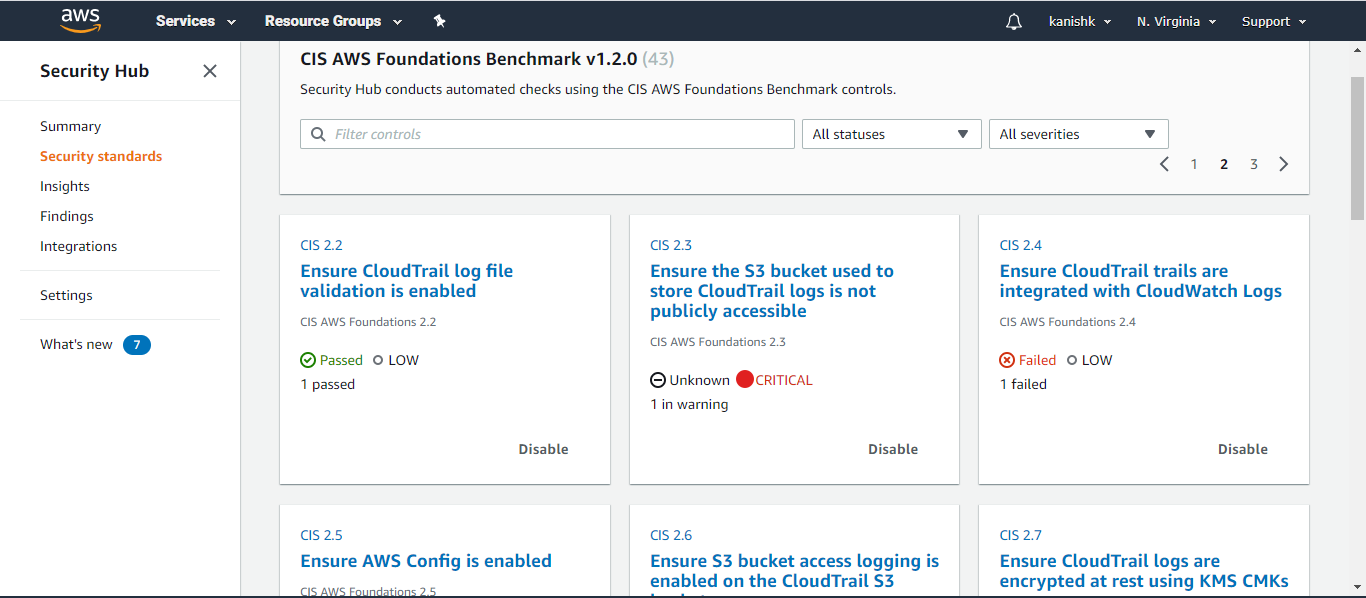 aws Services Resource Groups kanishk N. Virginia Support
Security Hub
Summary
Security standards
Insights
Findings
Integrations
Settings
What's new 7
CIS AWS Foundations Benchmark v1.2.0 (43)
Security Hub conducts automated checks using the CIS AWS Foundations Benchmark controls.
Filter controls All statuses All severities
1 2 3
CIS 2.2
Ensure CloudTrail log file
validation is enabled
CIS AWS Foundations 2.2
Passed LOW
1 passed
Disable
CIS 2.3
Ensure the S3 bucket used to
store CloudTrail logs is not
publicly accessible
CIS AWS Foundations 2.3
Unknown CRITICAL
1 in warning
Disable
CIS 2.4
Ensure CloudTrail trails are
integrated with CloudWatch Logs
CIS AWS Foundations 2.4
Failed LOW
1 failed
Disable
CIS 2.5
Ensure AWS Config is enabled
CIS AWS Foundations 2.5
CIS 2.6
Ensure S3 bucket access logging is
enabled on the CloudTrail S3
CIS 2.7
Ensure CloudTrail logs are
encrypted at rest using KMS CMKs